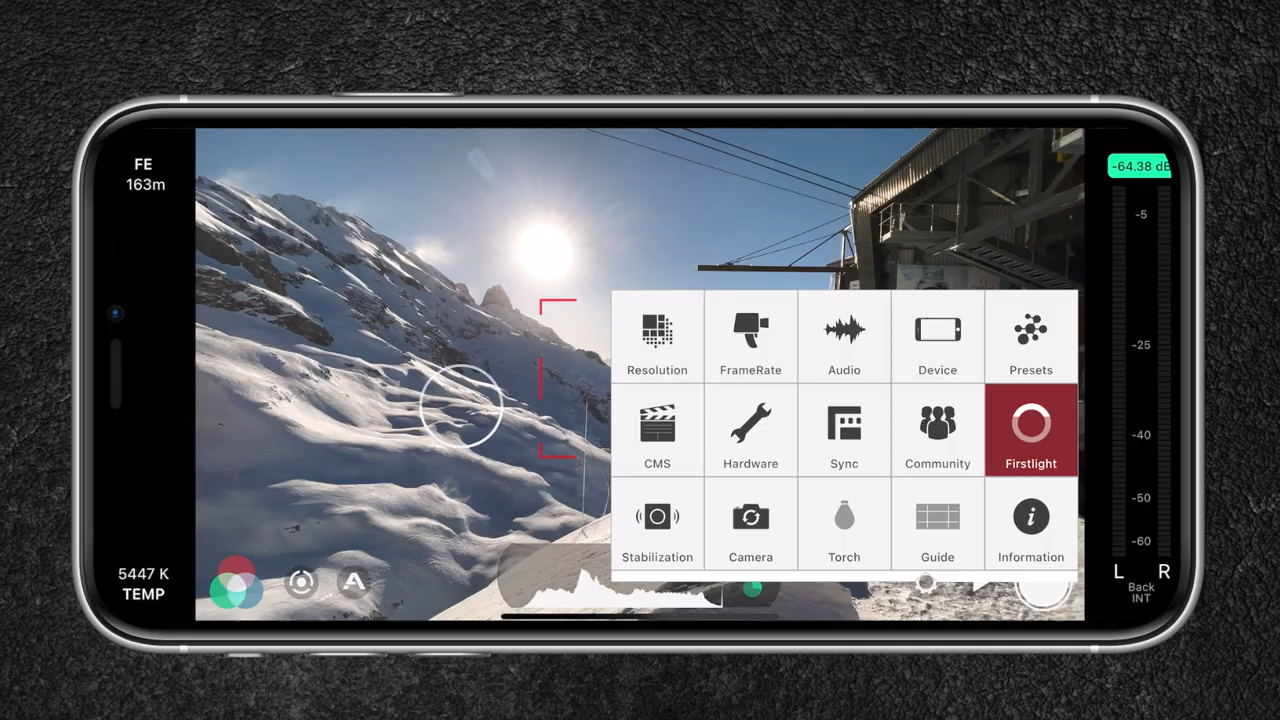 FE
163m
-64.38 dB
-5
-25
-40
-50
-60
L R
Back
INT
5447 K
TEMP
Resolution FrameRate Audio Device Presets
CMS Hardware Sync Community Firstlight
Stabilization Camera Torch Guide Information